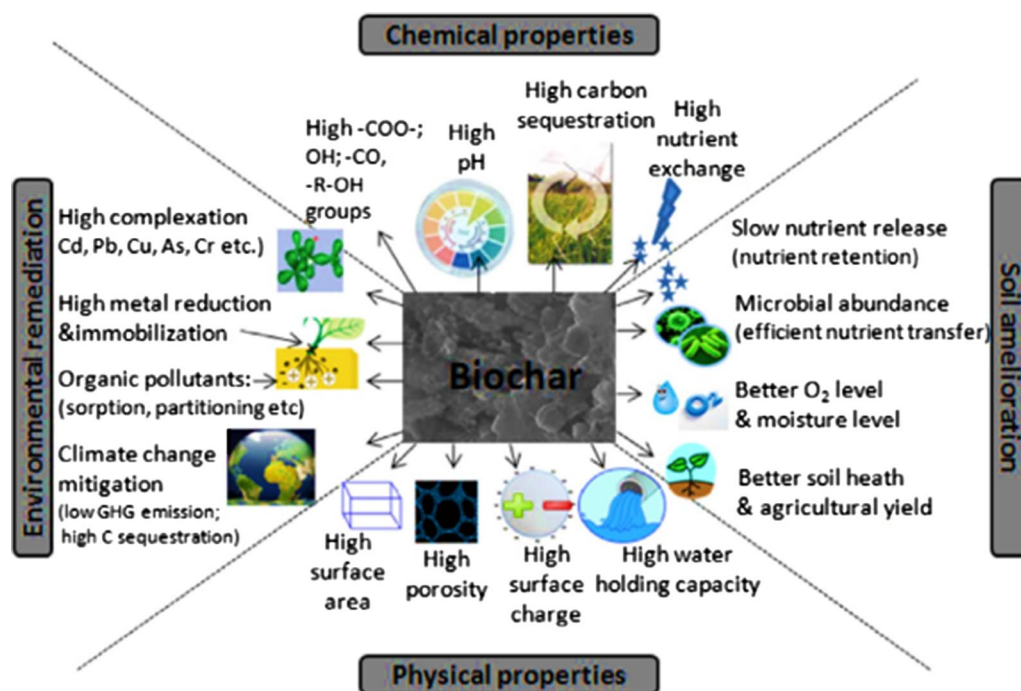 Chemical properties
High -COO-;
OH; -CO,
-R-OH
groups
High
pH
High carbon
sequestration
High
nutrient
exchange
Environmental remediation
High complexation
Cd, Pb, Cu, As, Cr etc.)
High metal reduction
&immobilization
Organic pollutants:
(sorption, partitioning etc)
Climate change
mitigation
(low GHG emission;
high C sequestration)
Biochar
Slow nutrient release
(nutrient retention)
Microbial abundance
(efficient nutrient transfer)
Better O₂ level
& moisture level
Better soil heath
& agricultural yield
Soil amelioration
High
surface
area
High
porosity
High
surface
charge
High water
holding capacity
Physical properties